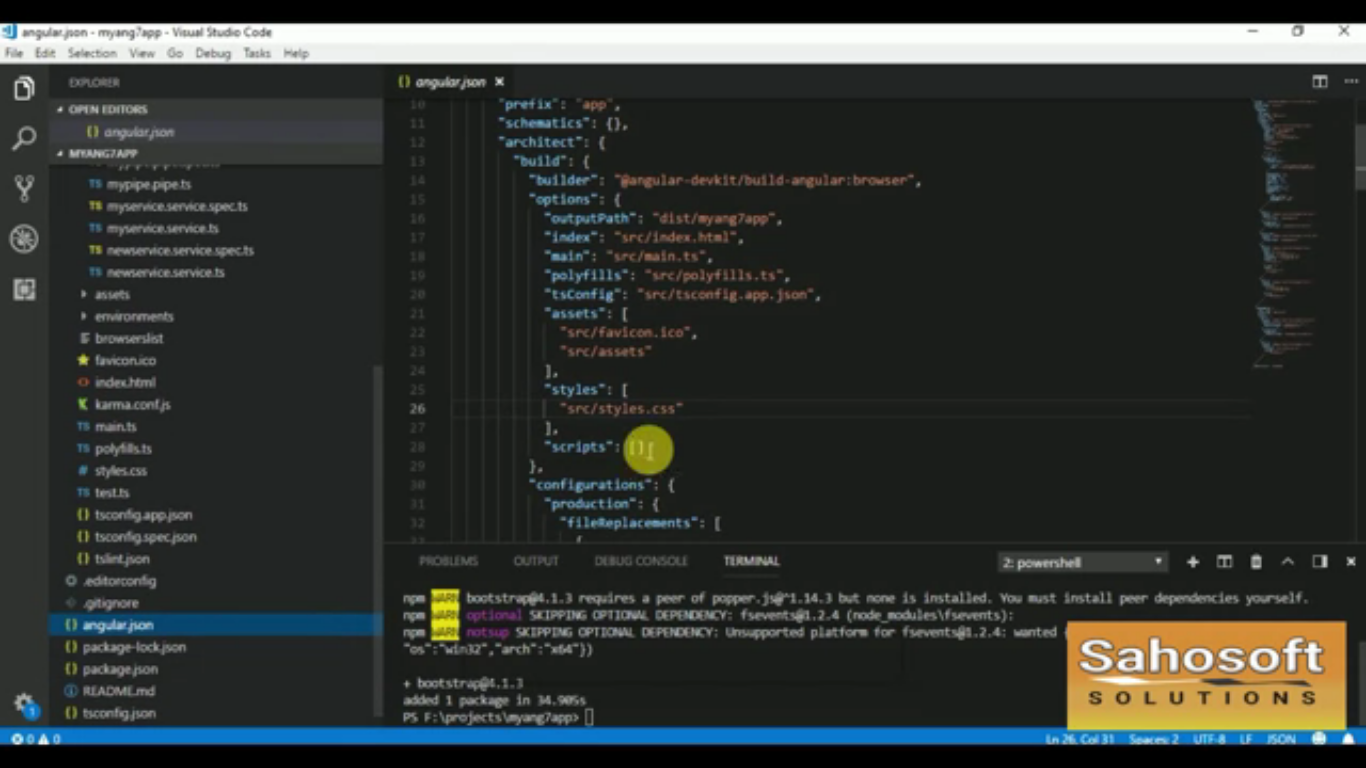 angular.json - myang7app - Visual Studio Code
File Edit Selection View Go Debug Tasks Help
EXPLORER
OPEN EDITORS
{} angular.json
MYANG7APP
TS mypipe.pipe.ts
TS myservice.service.spec.ts
TS myservice.service.ts
TS newservice.service.spec.ts
TS newservice.service.ts
assets
environments
browserslist
favicon.ico
<> index.html
karma.conf.js
TS main.ts
TS polyfills.ts
# styles.css
TS test.ts
{} tsconfig.app.json
{} tsconfig.spec.json
{} tslint.json
.editorconfig
.gitignore
{} angular.json
{} package-lock.json
{} package.json
README.md
{} tsconfig.json
{} angular.json ×
10 "prefix": "app",
11 "schematics": {},
12 "architect": {
13 "build": {
14 "builder": "@angular-devkit/build-angular:browser",
15 "options": {
16 "outputPath": "dist/myang7app",
17 "index": "src/index.html",
18 "main": "src/main.ts",
19 "polyfills": "src/polyfills.ts",
20 "tsConfig": "src/tsconfig.app.json",
21 "assets": [
22 "src/favicon.ico",
23 "src/assets"
24 ],
25 "styles": [
26 "src/styles.css"
27 ],
28 "scripts": []
29 },
30 "configurations": {
31 "production": {
32 "fileReplacements": [
{
PROBLEMS OUTPUT DEBUG CONSOLE TERMINAL 2: powershell
npm WARN bootstrap@4.1.3 requires a peer of popper.js@^1.14.3 but none is installed. You must install peer dependencies yourself.
npm WARN optional SKIPPING OPTIONAL DEPENDENCY: fsevents@1.2.4 (node_modules\fsevents):
npm WARN notsup SKIPPING OPTIONAL DEPENDENCY: Unsupported platform for fsevents@1.2.4: wanted
"os":"win32","arch":"x64"})
+ bootstrap@4.1.3
added 1 package in 34.905s
PS F:\projects\myang7app>
Sahosoft
SOLUTIONS
1
0 0 Ln 26, Col 31 Spaces: 2 UTF-8 LF JSON